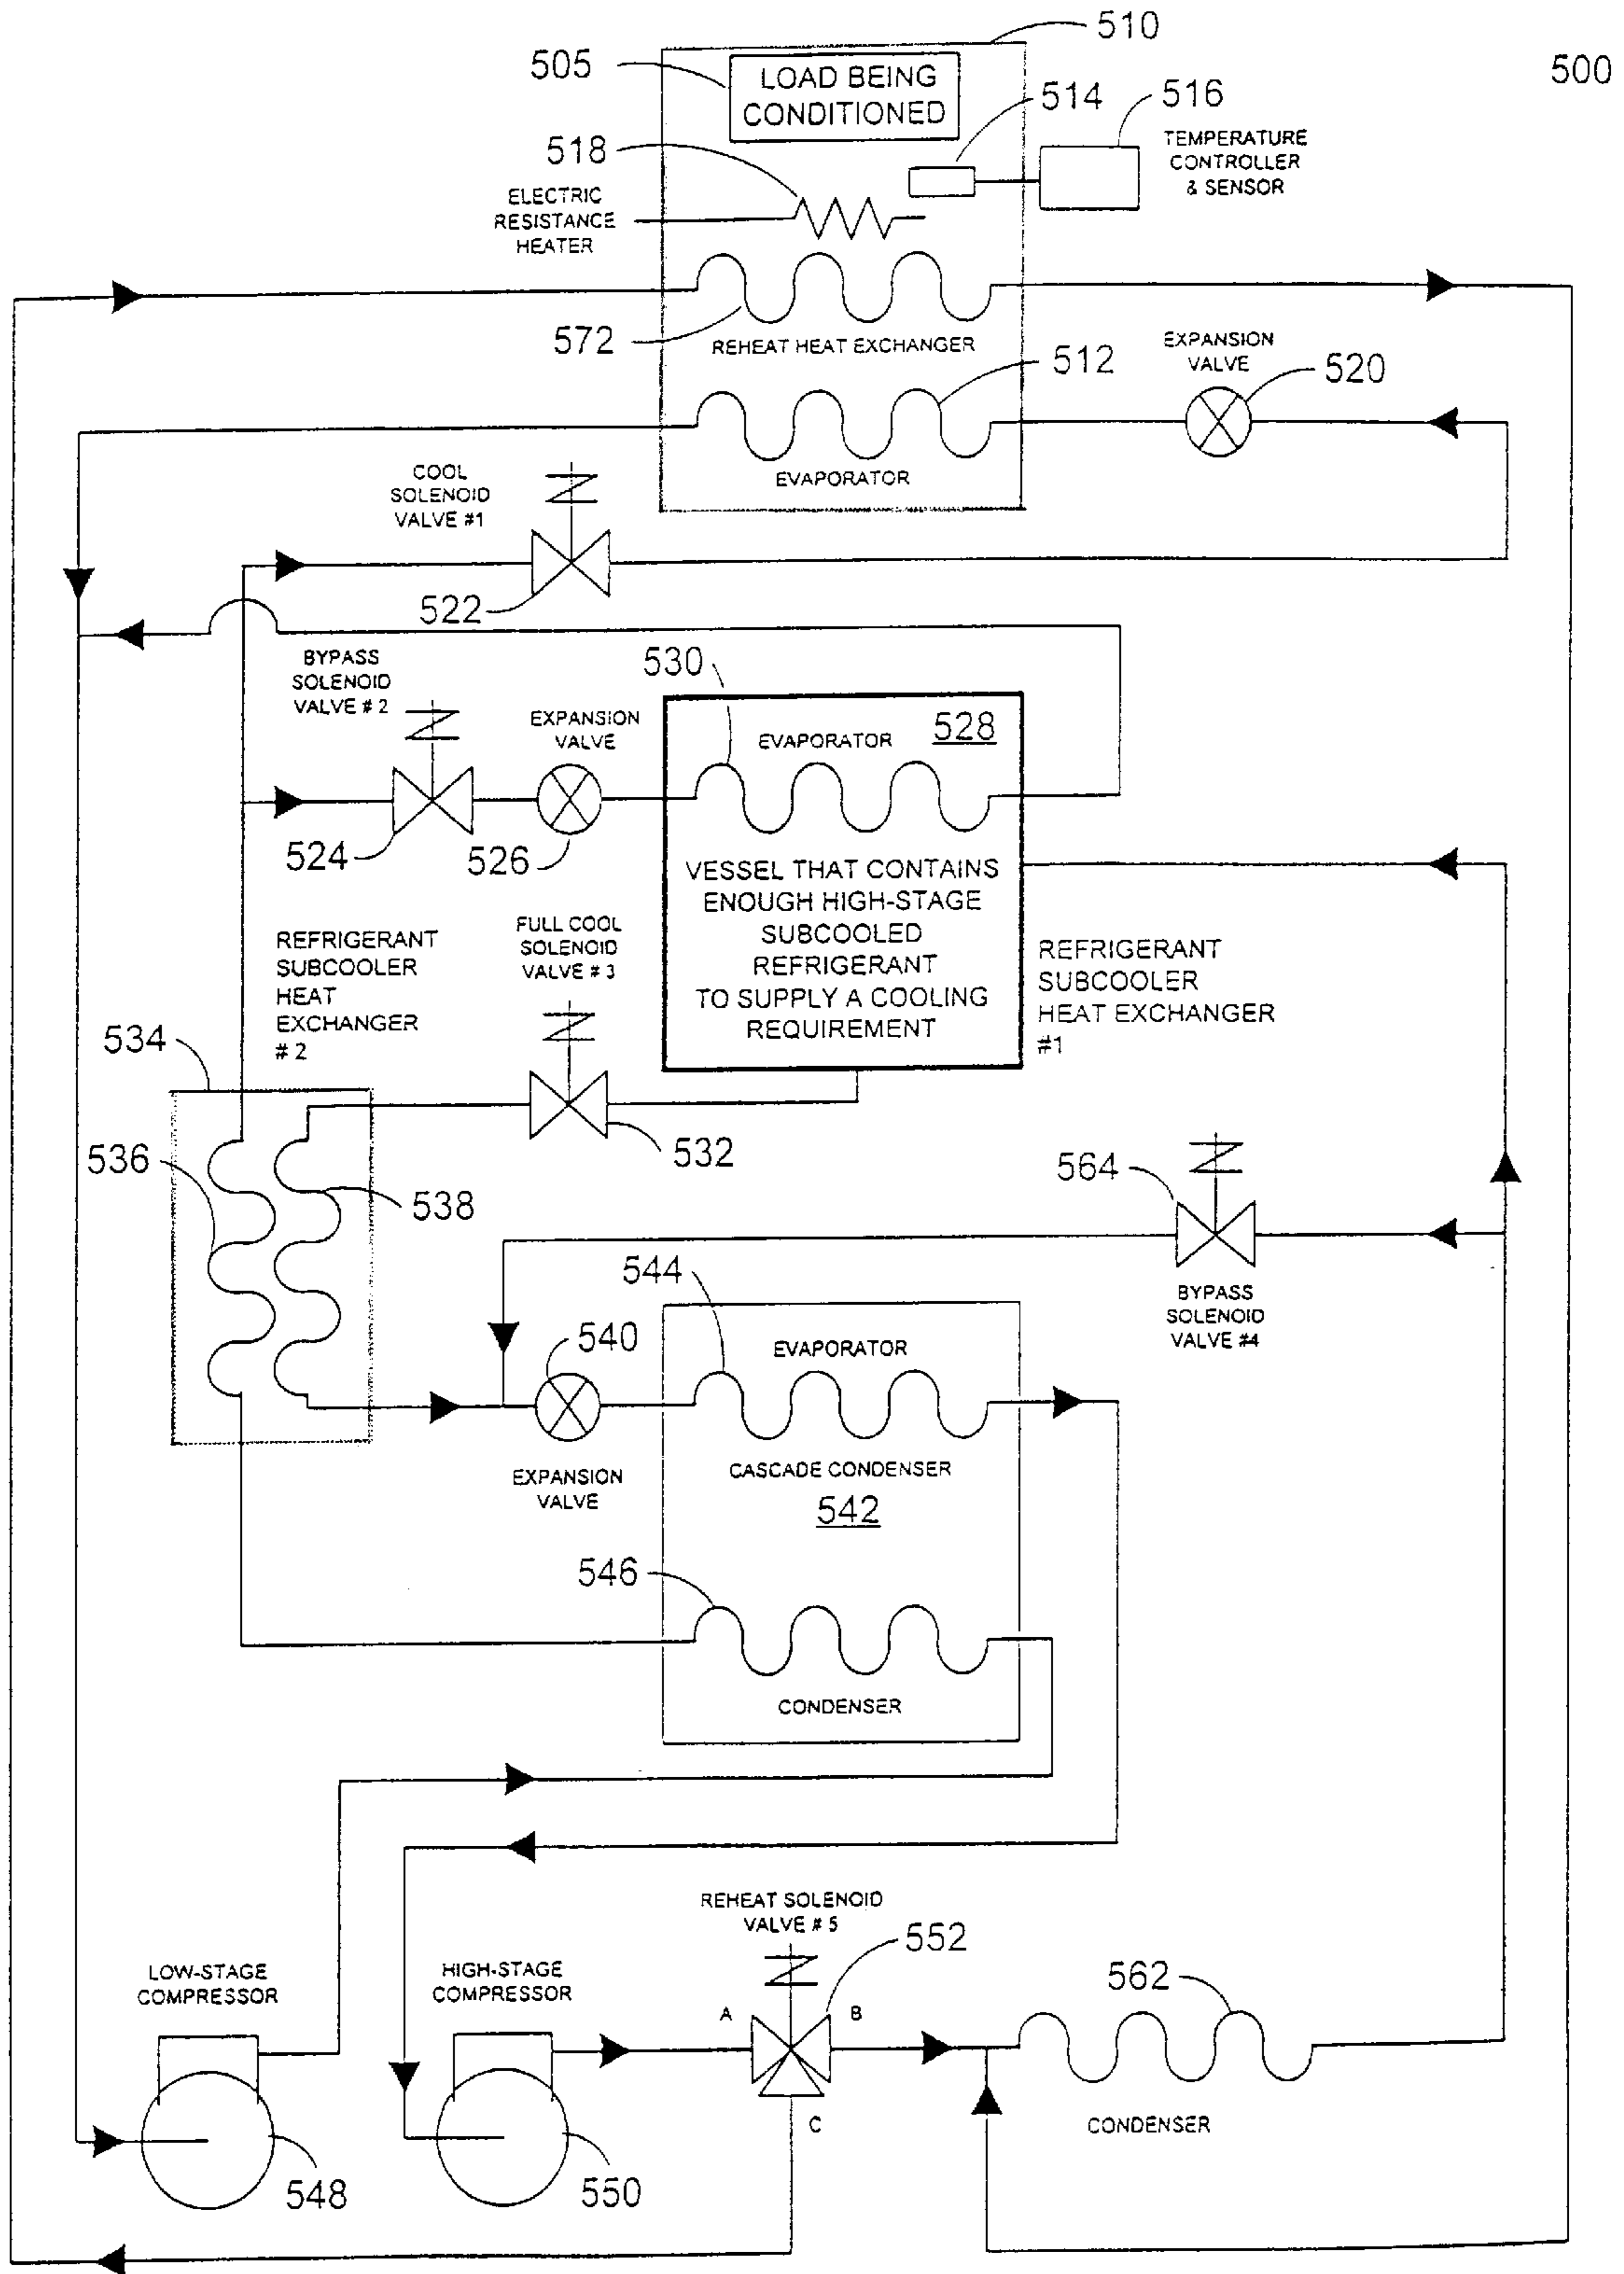 510
500
505
LOAD BEING
CONDITIONED
514
516
TEMPERATURE
CONTROLLER
& SENSOR
518
ELECTRIC
RESISTANCE
HEATER
572
REHEAT HEAT EXCHANGER
512
EXPANSION
VALVE
520
EVAPORATOR
COOL
SOLENOID
VALVE #1
522
BYPASS
SOLENOID
VALVE # 2
530
EXPANSION
VALVE
EVAPORATOR
528
524
526
VESSEL THAT CONTAINS
ENOUGH HIGH-STAGE
SUBCOOLED
REFRIGERANT
TO SUPPLY A COOLING
REQUIREMENT
REFRIGERANT
SUBCOOLER
HEAT
EXCHANGER
# 2
FULL COOL
SOLENOID
VALVE # 3
REFRIGERANT
SUBCOOLER
HEAT EXCHANGER
#1
534
532
536
538
564
BYPASS
SOLENOID
VALVE #4
544
540
EVAPORATOR
EXPANSION
VALVE
CASCADE CONDENSER
542
546
CONDENSER
REHEAT SOLENOID
VALVE # 5
552
LOW-STAGE
COMPRESSOR
HIGH-STAGE
COMPRESSOR
562
A
B
C
CONDENSER
548
550